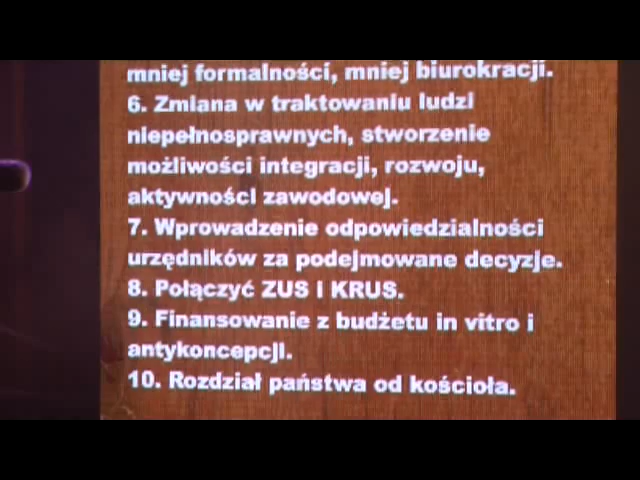 mniej formalności, mniej biurokracji.
6. Zmiana w traktowaniu ludzi
niepełnosprawnych, stworzenie
możliwości integracji, rozwoju,
aktywności zawodowej.
7. Wprowadzenie odpowiedzialności
urzędników za podejmowane decyzje.
8. Połączyć ZUS I KRUS.
9. Finansowanie z budżetu in vitro i
antykoncepcji.
10. Rozdział państwa od kościoła.